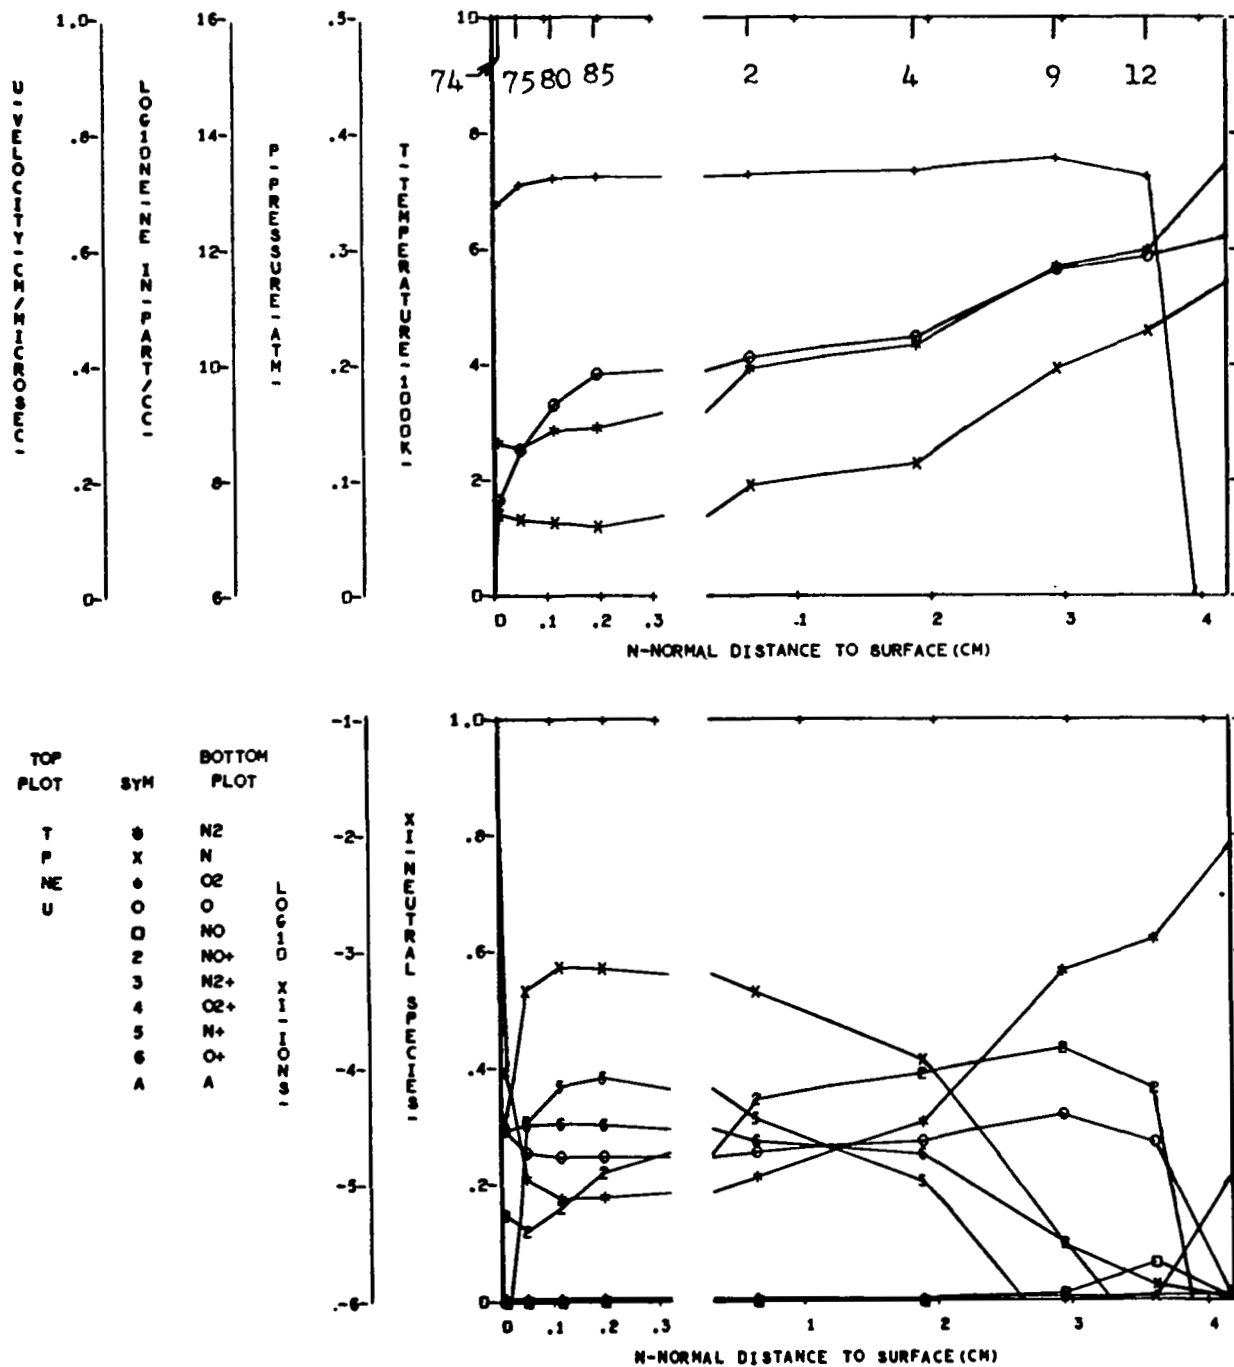 1.0-
.8-
.6-
.4-
.2-
0-
U-VELOCITY-CM/MICROSEC-
16-
14-
12-
10-
8-
6-
LOG10NE-NE IN-PART/CC-
.5-
.4-
.3-
.2-
.1-
0-
P-PRESSURE-ATM-
10
8-
6-
4-
2-
0-
T-TEMPERATURE-1000K-
74 75 80 85 2 4 9 12
0 .1 .2 .3 .1 2 3 4
N-NORMAL DISTANCE TO SURFACE(CM)
TOP PLOT SYM BOTTOM PLOT
T * N2
P X N
NE + O2
U O O
□ NO
2 NO+
3 N2+
4 O2+
5 N+
6 O+
A A
-1-
-2-
-3-
-4-
-5-
-6-
LOG10 XI-IONS-
1.0
.8
.6
.4
.2
0
XI-NEUTRAL SPECIES-
0 .1 .2 .3 1 2 3 4
N-NORMAL DISTANCE TO SURFACE(CM)